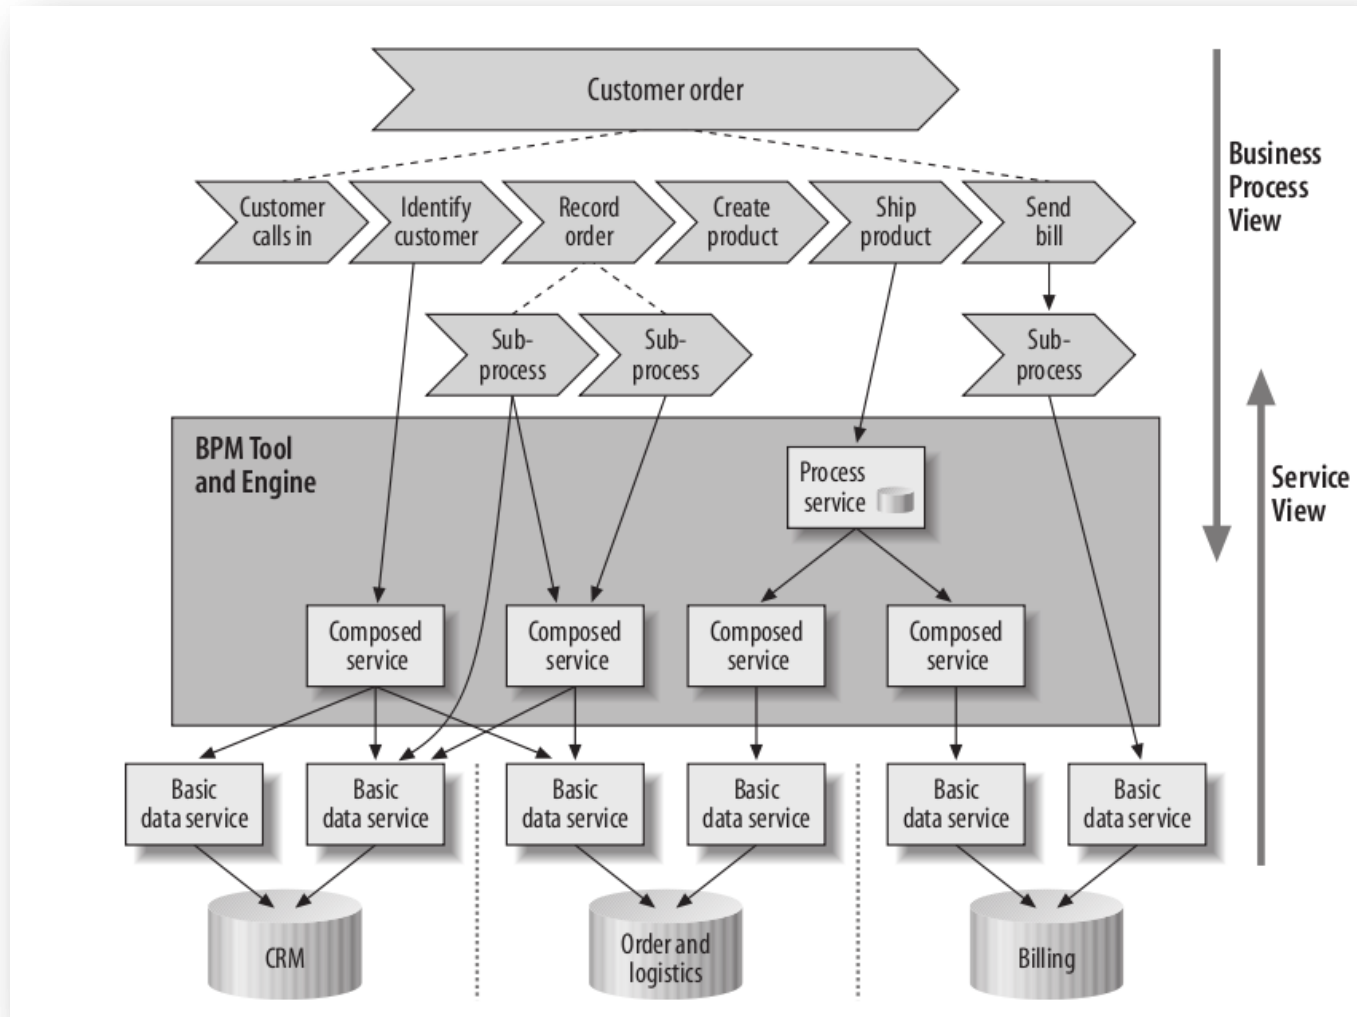 Customer order
Business
Process
View
Customer
calls in
Identify
customer
Record
order
Create
product
Ship
product
Send
bill
Sub-
process
Sub-
process
Sub-
process
BPM Tool
and Engine
Process
service
Service
View
Composed
service
Composed
service
Composed
service
Composed
service
Basic
data service
Basic
data service
Basic
data service
Basic
data service
Basic
data service
Basic
data service
CRM
Order and
logistics
Billing